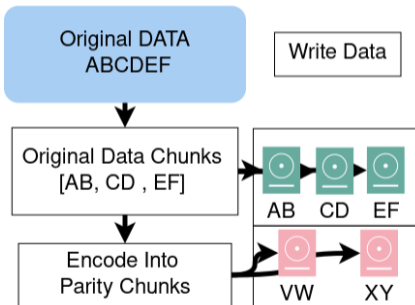 Original DATA
ABCDEF
Write Data
Original Data Chunks
[AB, CD , EF]
AB CD EF
Encode Into
Parity Chunks
VW XY